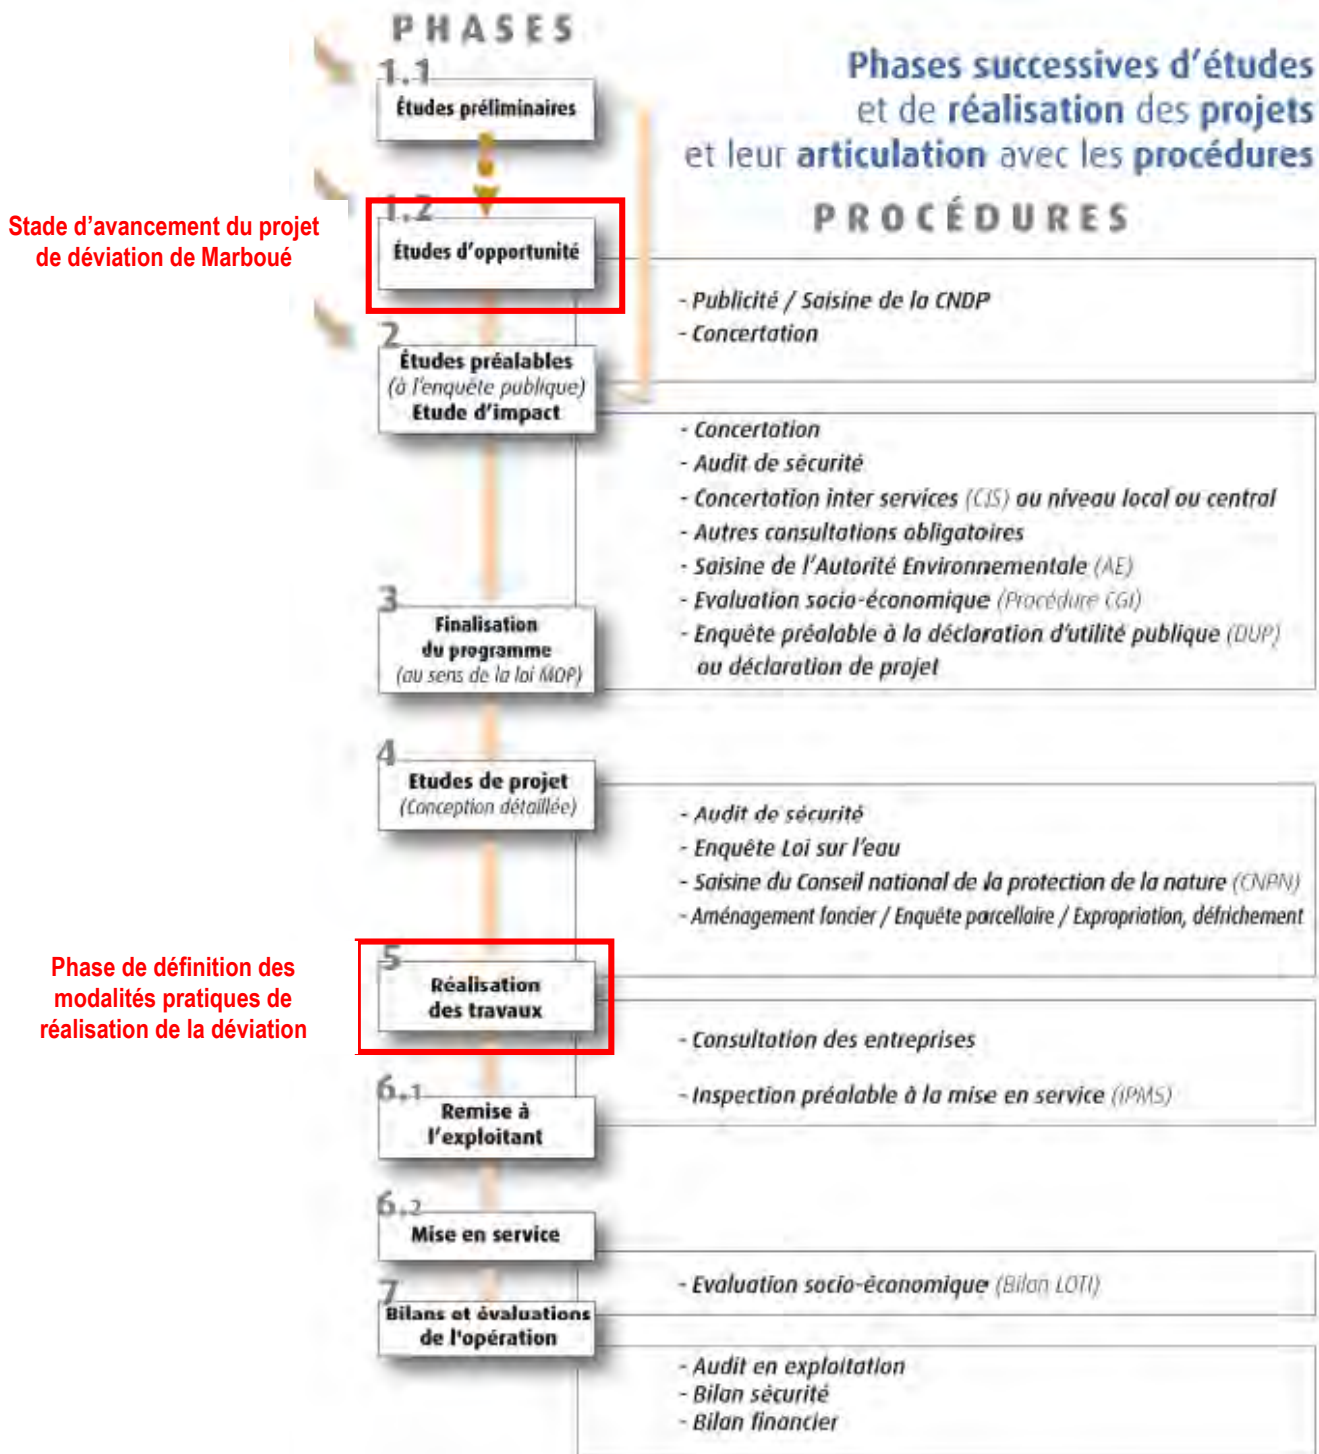 PHASES
Phases successives d'études
et de réalisation des projets
et leur articulation avec les procédures
PROCÉDURES
1.1
Études préliminaires
Stade d'avancement du projet
de déviation de Marboué
1.2
Études d'opportunité
- Publicité / Saisine de la CNDP
- Concertation
2
Études préalables
(à l'enquête publique)
Etude d'impact
- Concertation
- Audit de sécurité
- Concertation inter services (CIS) au niveau local ou central
- Autres consultations obligatoires
- Saisine de l'Autorité Environnementale (AE)
- Evaluation socio-économique (Procédure CGI)
- Enquête préalable à la déclaration d'utilité publique (DUP)
ou déclaration de projet
3
Finalisation
du programme
(au sens de la loi MOP)
4
Etudes de projet
(Conception détaillée)
- Audit de sécurité
- Enquête Loi sur l'eau
- Saisine du Conseil national de la protection de la nature (CNPN)
- Aménagement foncier / Enquête parcellaire / Expropriation, défrichement
Phase de définition des
modalités pratiques de
réalisation de la déviation
5
Réalisation
des travaux
- Consultation des entreprises
- Inspection préalable à la mise en service (IPMS)
6.1
Remise à
l'exploitant
6.2
Mise en service
- Evaluation socio-économique (Bilan LOTI)
7
Bilans et évaluations
de l'opération
- Audit en exploitation
- Bilan sécurité
- Bilan financier